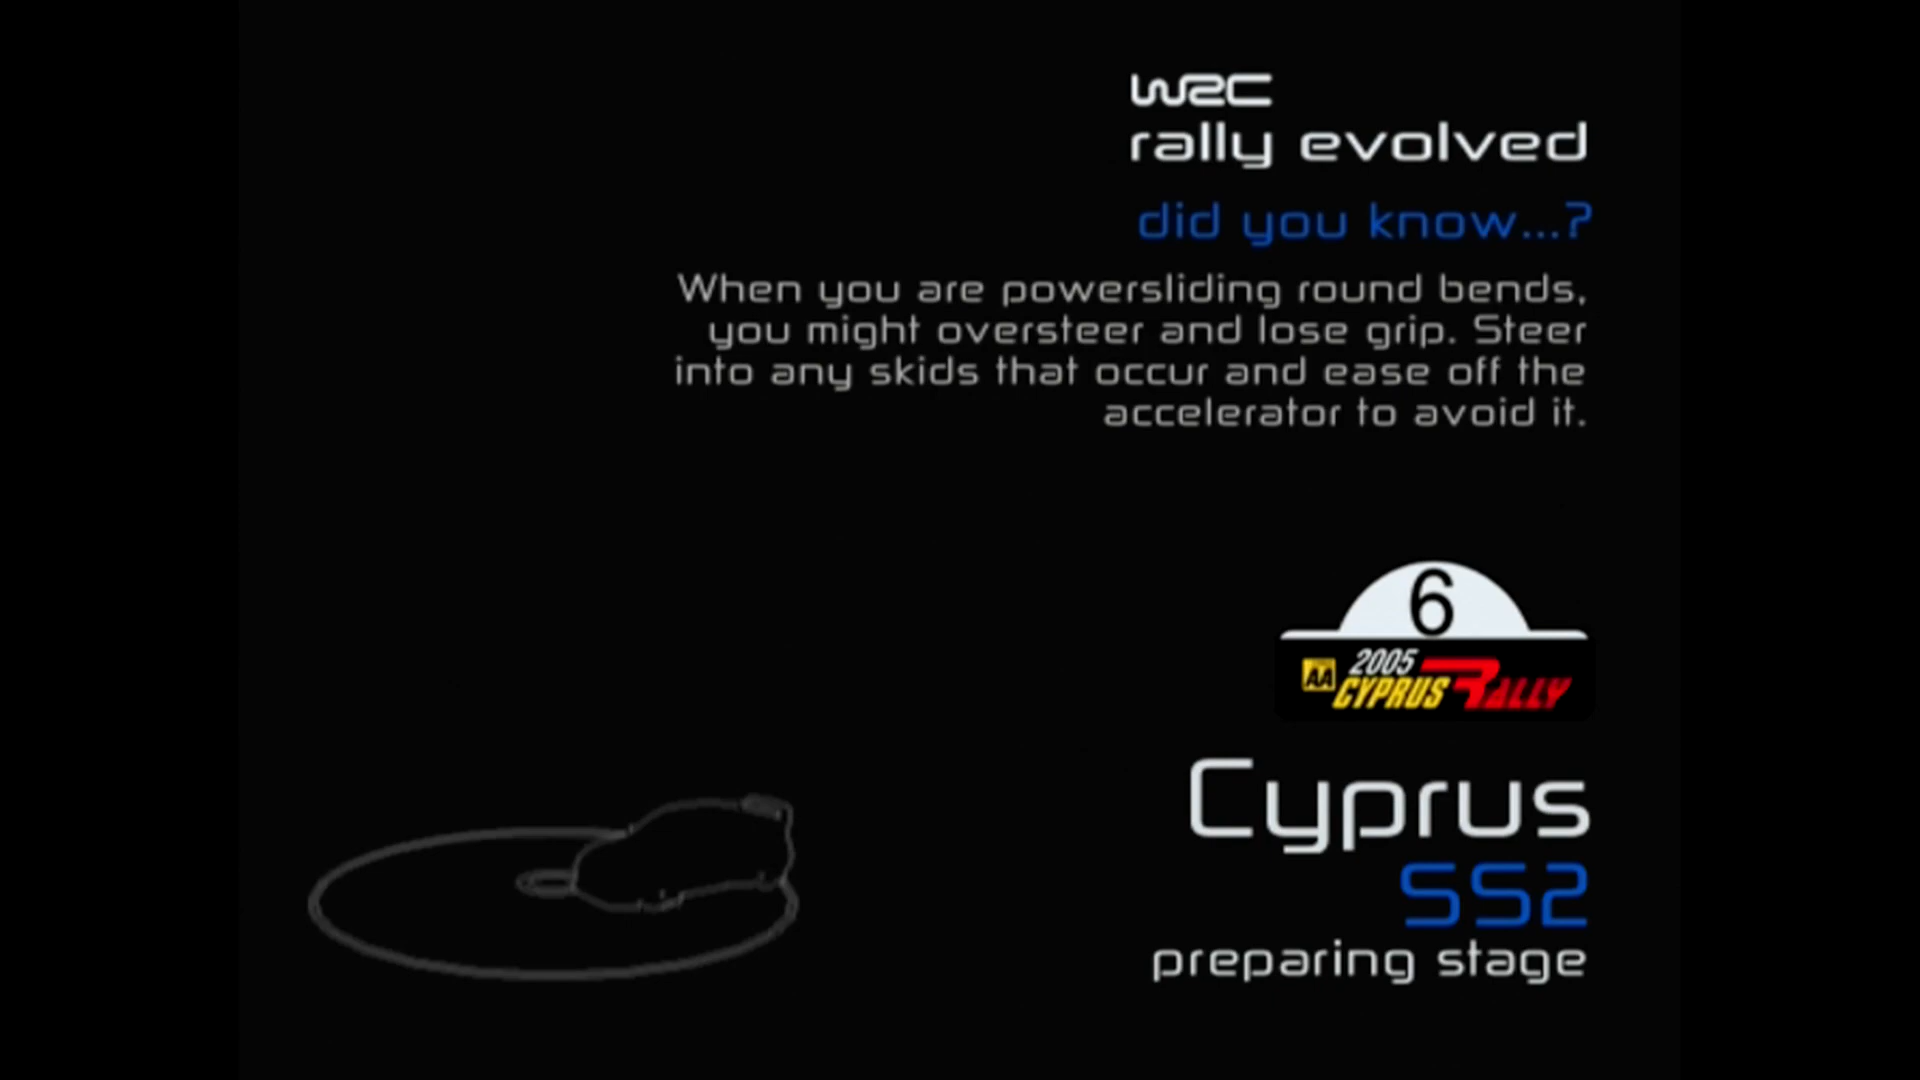 WRC
rally evolved
did you know...?
When you are powersliding round bends,
you might oversteer and lose grip. Steer
into any skids that occur and ease off the
accelerator to avoid it.
6
AA
2005
CYPRUS RALLY
Cyprus
SS2
preparing stage